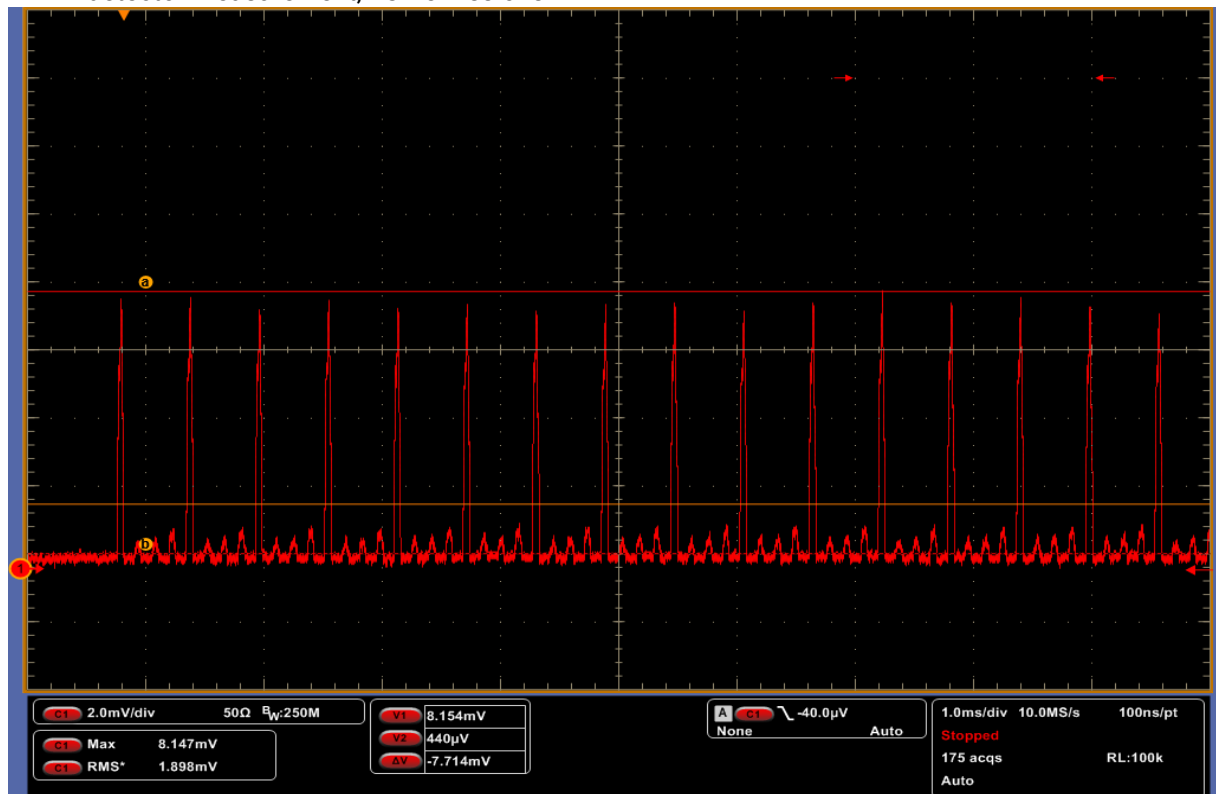 a
b
1
C1 2.0mV/div 50Ω BW:250M
C1 Max 8.147mV
C1 RMS* 1.898mV
V1 8.154mV
V2 440µV
ΔV -7.714mV
A C1 -40.0µV
None Auto
1.0ms/div 10.0MS/s 100ns/pt
Stopped
175 acqs RL:100k
Auto